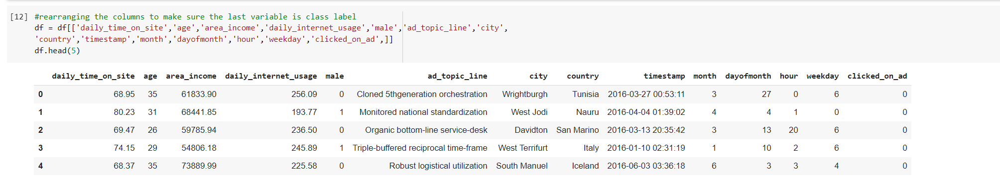 [12] #rearranging the columns to make sure the last variable is class label
df = df[['daily_time_on_site','age','area_income','daily_internet_usage','male','ad_topic_line','city',
'country','timestamp','month','dayofmonth','hour','weekday','clicked_on_ad',]]
df.head(5)
daily_time_on_site age area_income daily_internet_usage male ad_topic_line city country timestamp month dayofmonth hour weekday clicked_on_ad
0 68.95 35 61833.90 256.09 0 Cloned 5thgeneration orchestration Wrightburgh Tunisia 2016-03-27 00:53:11 3 27 0 6 0
1 80.23 31 68441.85 193.77 1 Monitored national standardization West Jodi Nauru 2016-04-04 01:39:02 4 4 1 0 0
2 69.47 26 59785.94 236.50 0 Organic bottom-line service-desk Davidton San Marino 2016-03-13 20:35:42 3 13 20 6 0
3 74.15 29 54806.18 245.89 1 Triple-buffered reciprocal time-frame West Terrifurt Italy 2016-01-10 02:31:19 1 10 2 6 0
4 68.37 35 73889.99 225.58 0 Robust logistical utilization South Manuel Iceland 2016-06-03 03:36:18 6 3 3 4 0